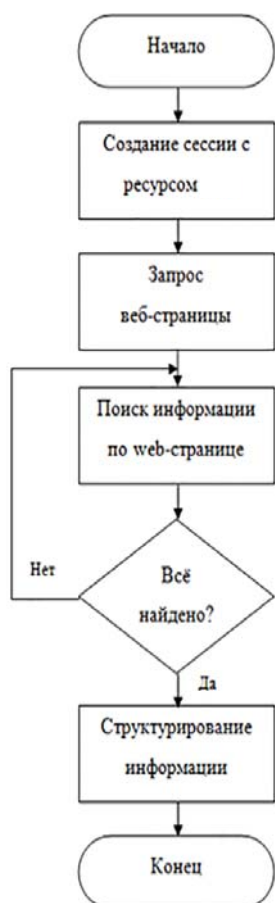 Начало
Создание сессии с
ресурсом
Запрос
веб-страницы
Поиск информации
по web-странице
Всё
найдено?
Нет
Да
Структурирование
информации
Конец